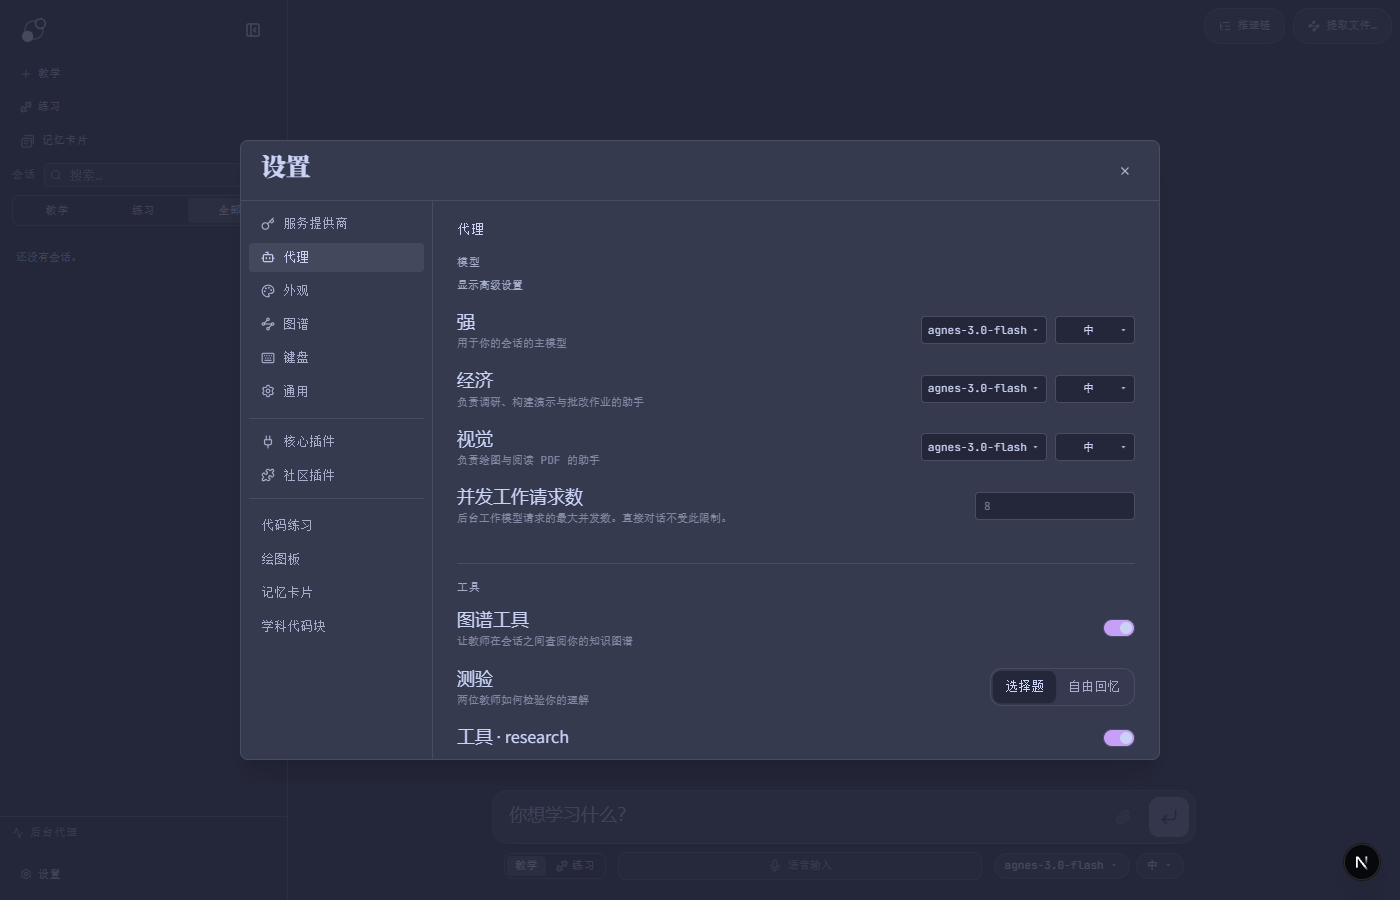 推理链
提取文件…
教学
练习
记忆卡片
会话
搜索…
教学
练习
全部
还没有会话。
后台代理
设置
设置
×
服务提供商
代理
外观
图谱
键盘
通用
核心插件
社区插件
代码练习
绘图板
记忆卡片
学科代码块
代理
模型
显示高级设置
强
用于你的会话的主模型
agnes-3.0-flash
中
经济
负责调研、构建演示与批改作业的助手
agnes-3.0-flash
中
视觉
负责绘图与阅读 PDF 的助手
agnes-3.0-flash
中
并发工作请求数
后台工作模型请求的最大并发数。直接对话不受此限制。
8
工具
图谱工具
让教师在会话之间查阅你的知识图谱
测验
两位教师如何检验你的理解
选择题
自由回忆
工具 · research
你想学习什么?
教学
练习
语音输入
agnes-3.0-flash
中
N